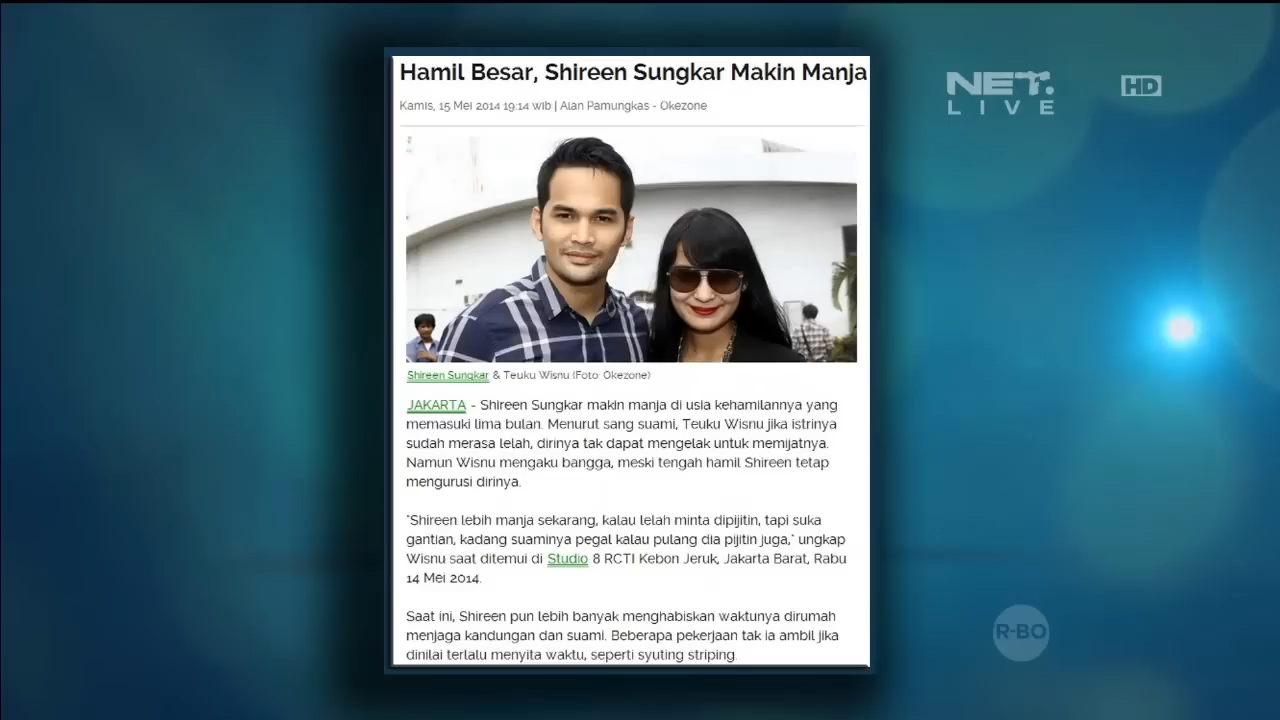 Hamil Besar, Shireen Sungkar Makin Manja
Kamis, 15 Mei 2014 19:14 wib | Alan Pamungkas - Okezone
NET.
LIVE
HD
Shireen Sungkar & Teuku Wisnu (Foto: Okezone)
JAKARTA - Shireen Sungkar makin manja di usia kehamilannya yang
memasuki lima bulan. Menurut sang suami, Teuku Wisnu jika istrinya
sudah merasa lelah, dirinya tak dapat mengelak untuk memijatnya.
Namun Wisnu mengaku bangga, meski tengah hamil Shireen tetap
mengurusi dirinya.
"Shireen lebih manja sekarang, kalau lelah minta dipijitin, tapi suka
gantian, kadang suaminya pegal kalau pulang dia pijitin juga," ungkap
Wisnu saat ditemui di Studio 8 RCTI Kebon Jeruk, Jakarta Barat, Rabu
14 Mei 2014.
Saat ini, Shireen pun lebih banyak menghabiskan waktunya dirumah
menjaga kandungan dan suami. Beberapa pekerjaan tak ia ambil jika
dinilai terlalu menyita waktu, seperti syuting striping.
R-BO